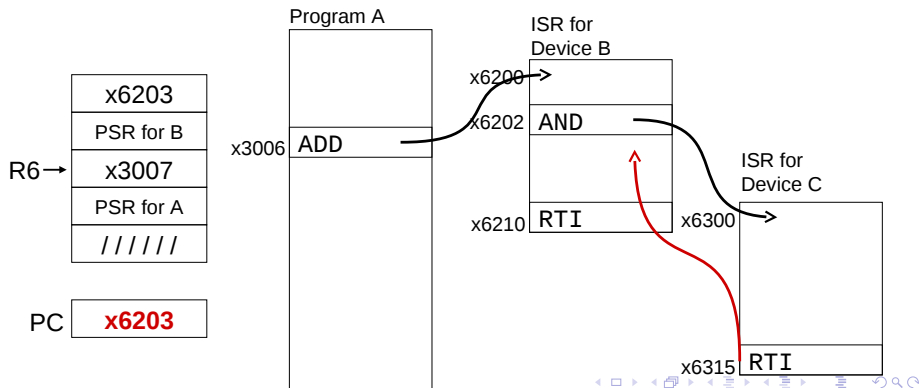 Program A
ISR for
Device B
x6200
x6203
PSR for B
R6
x3007
PSR for A
//////
PC
x6203
x3006
ADD
x6202
AND
x6210
RTI
ISR for
Device C
x6300
x6315
RTI